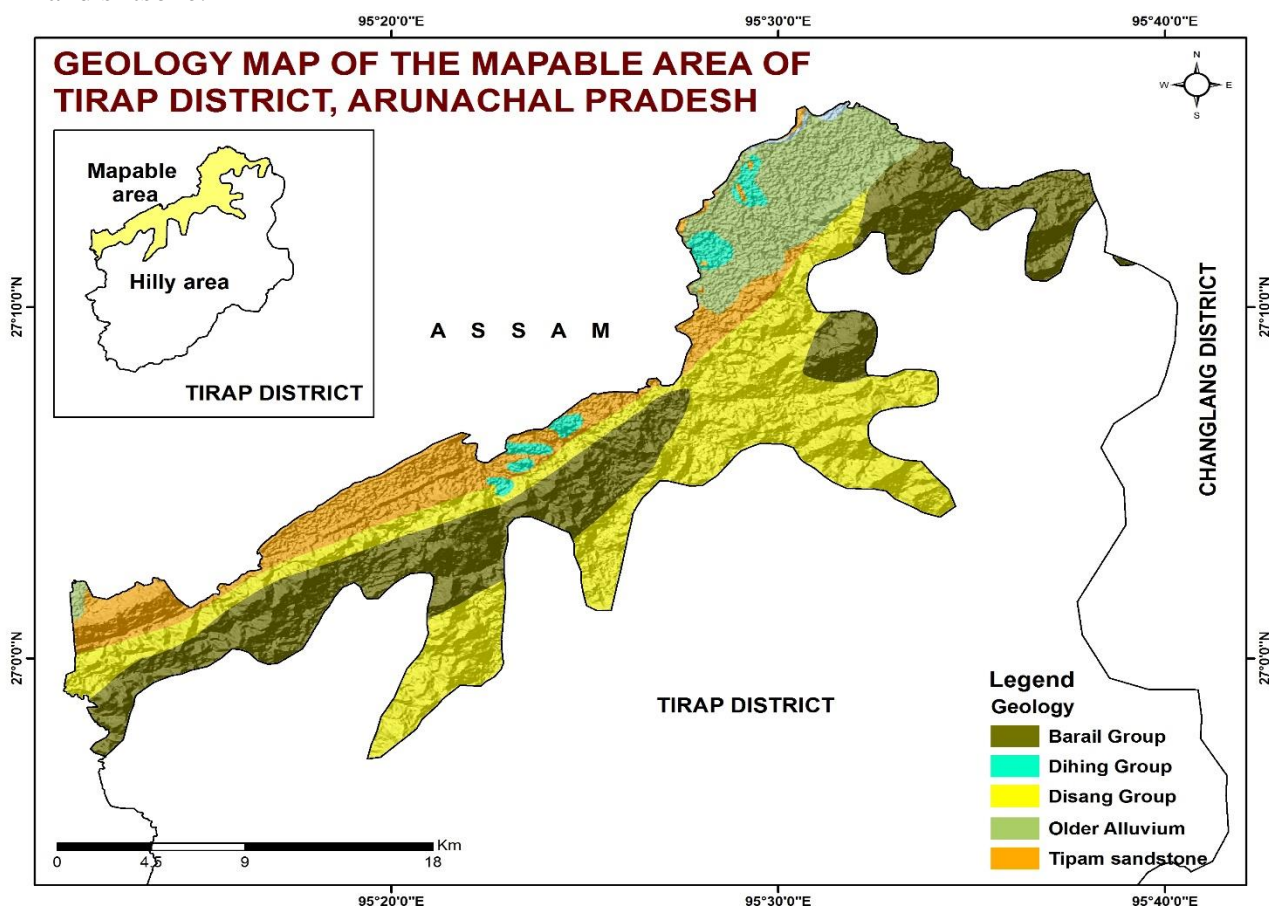 95°20'0"E 95°30'0"E 95°40'0"E
GEOLOGY MAP OF THE MAPABLE AREA OF
TIRAP DISTRICT, ARUNACHAL PRADESH
N
W E
S
Mapable
area
Hilly area
TIRAP DISTRICT
27°10'0"N
27°10'0"N
A S S A M
CHANGLANG DISTRICT
27°0'0"N
27°0'0"N
TIRAP DISTRICT
Legend
Geology
Barail Group
Dihing Group
Disang Group
Older Alluvium
Tipam sandstone
Km
0 4.5 9 18
95°20'0"E 95°30'0"E 95°40'0"E